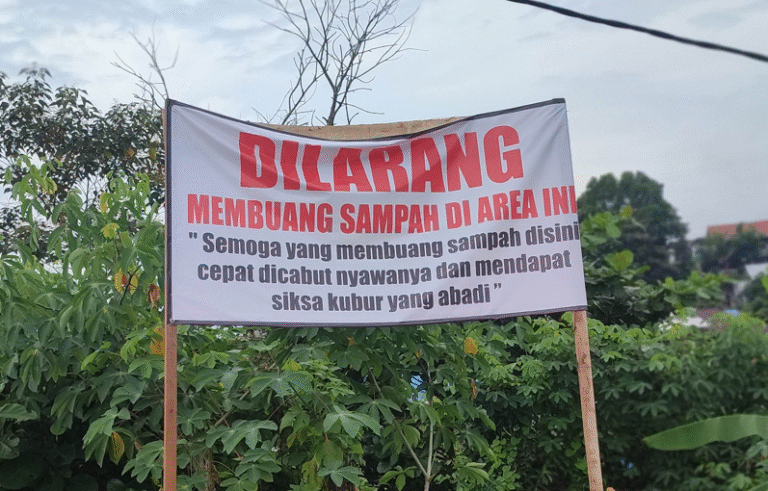 DILARANG
MEMBUANG SAMPAH DI AREA INI
" Semoga yang membuang sampah disini
cepat dicabut nyawanya dan mendapat
siksa kubur yang abadi "